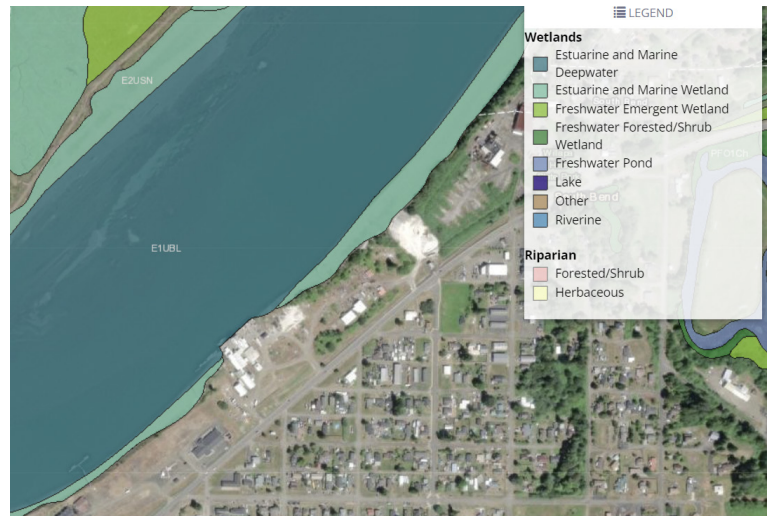 LEGEND
Wetlands
Estuarine and Marine
Deepwater
Estuarine and Marine Wetland
Freshwater Emergent Wetland
Freshwater Forested/Shrub
Wetland
Freshwater Pond
Lake
Other
Riverine
Riparian
Forested/Shrub
Herbaceous
E2USN
E1UBL